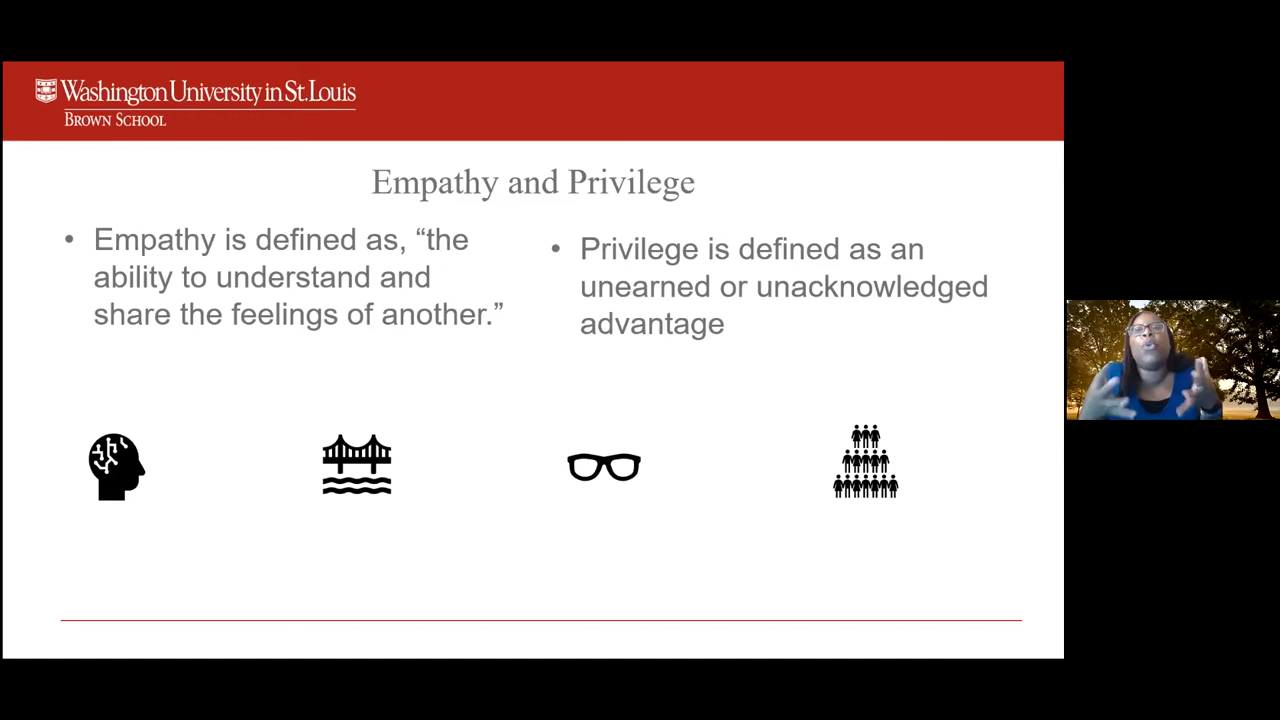 Washington University in St. Louis
BROWN SCHOOL
Empathy and Privilege
• Empathy is defined as, “the
ability to understand and
share the feelings of another.”
• Privilege is defined as an
unearned or unacknowledged
advantage